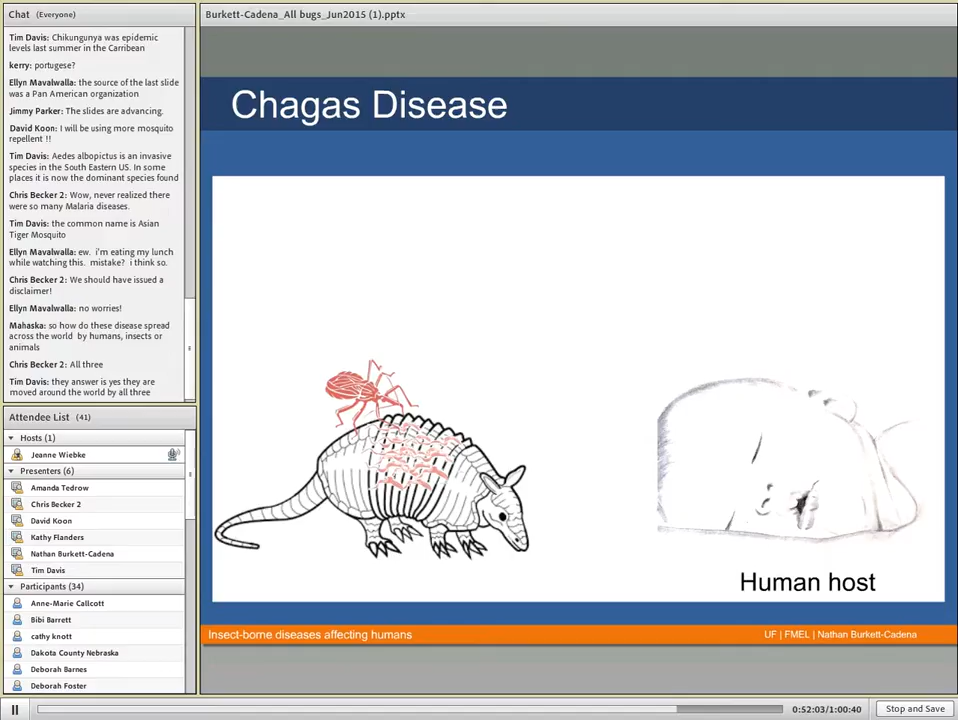 Chat (Everyone)
Tim Davis: Chikungunya was epidemic
levels last summer in the Carribean
kerry: portugese?
Ellyn Mavalwalla: the source of the last slide
was a Pan American organization
Jimmy Parker: The slides are advancing.
David Koon: I will be using more mosquito
repellent !!
Tim Davis: Aedes albopictus is an invasive
species in the South Eastern US. In some
places it is now the dominant species found
Chris Becker 2: Wow, never realized there
were so many Malaria diseases.
Tim Davis: the common name is Asian
Tiger Mosquito
Ellyn Mavalwalla: ew. i'm eating my lunch
while watching this. mistake? i think so.
Chris Becker 2: We should have issued a
disclaimer!
Ellyn Mavalwalla: no worries!
Mahaska: so how do these disease spread
across the world by humans, insects or
animals
Chris Becker 2: All three
Tim Davis: they answer is yes they are
moved around the world by all three
Attendee List (41)
Hosts (1)
Jeanne Wiebke
Presenters (6)
Amanda Tedrow
Chris Becker 2
David Koon
Kathy Flanders
Nathan Burkett-Cadena
Tim Davis
Participants (34)
Anne-Marie Callcott
Bibi Barrett
cathy knott
Dakota County Nebraska
Deborah Barnes
Deborah Foster
Burkett-Cadena_All bugs_Jun2015 (1).pptx
Chagas Disease
Human host
Insect-borne diseases affecting humans
UF | FMEL | Nathan Burkett-Cadena
0:52:03/1:00:40
Stop and Save